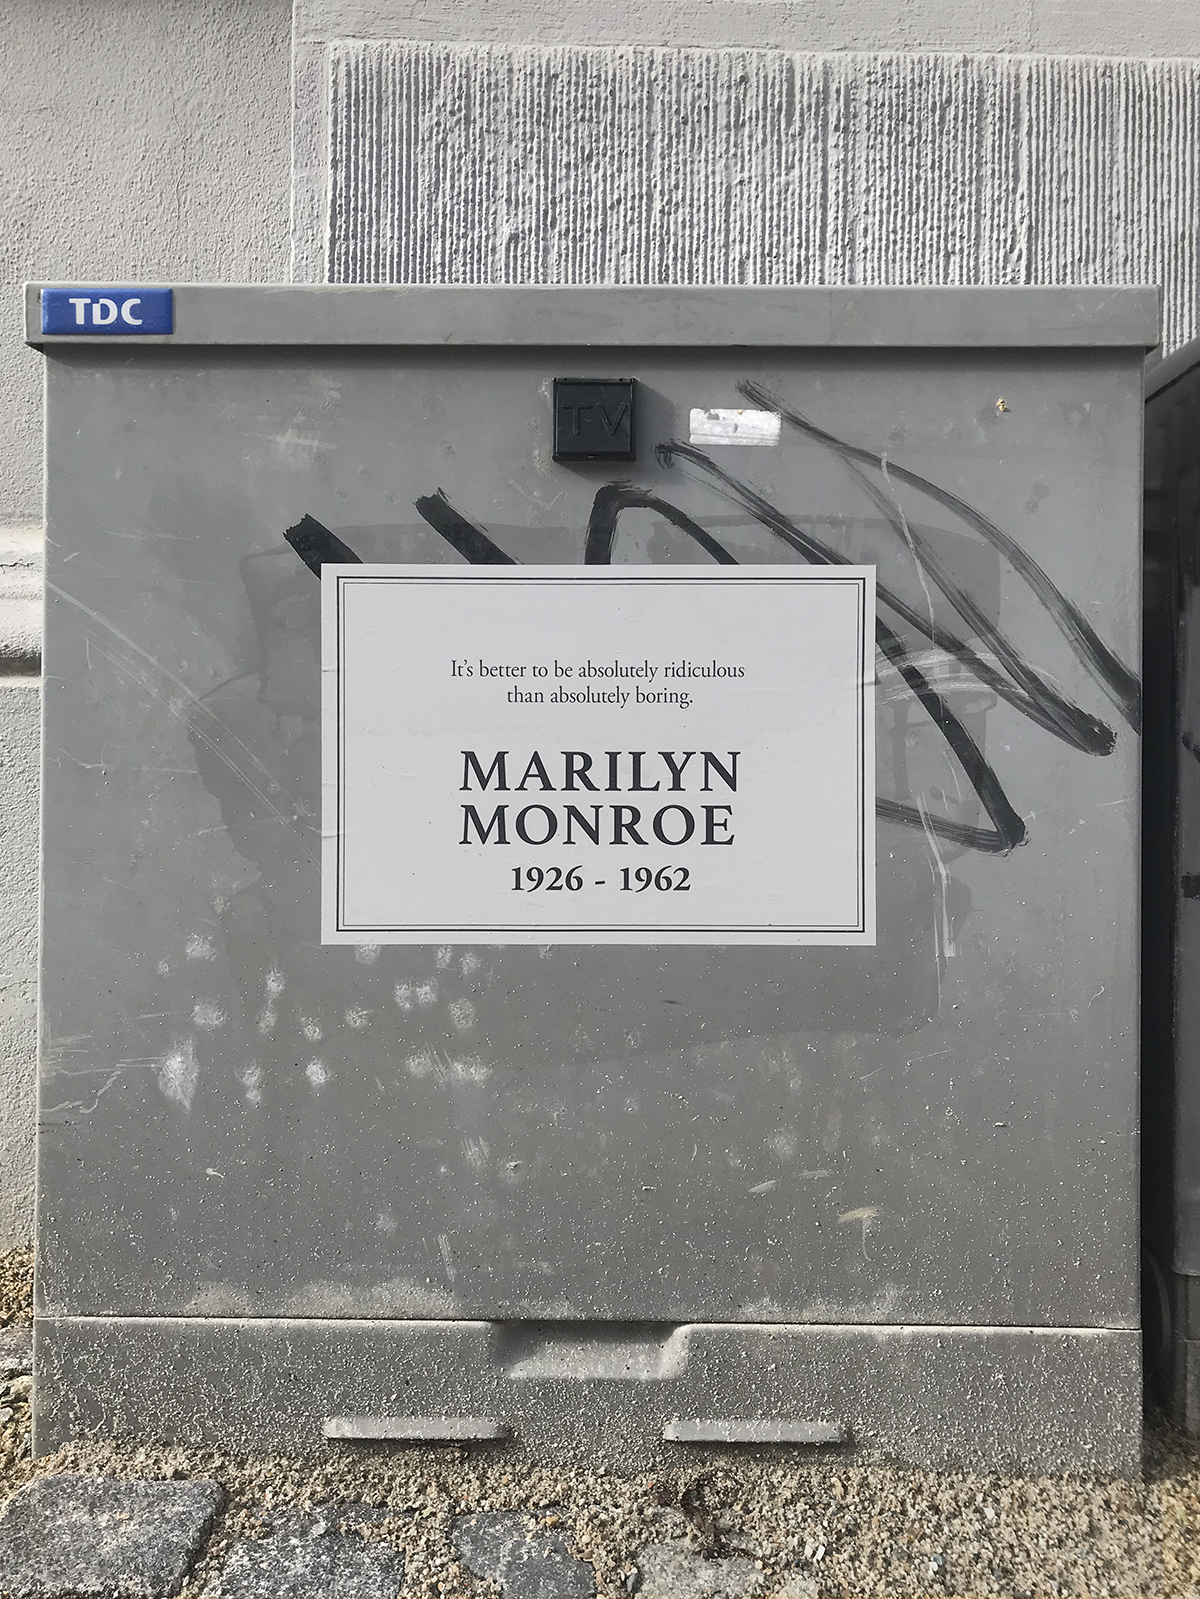 TDC
TV
It's better to be absolutely ridiculous
than absolutely boring.
MARILYN
MONROE
1926 - 1962